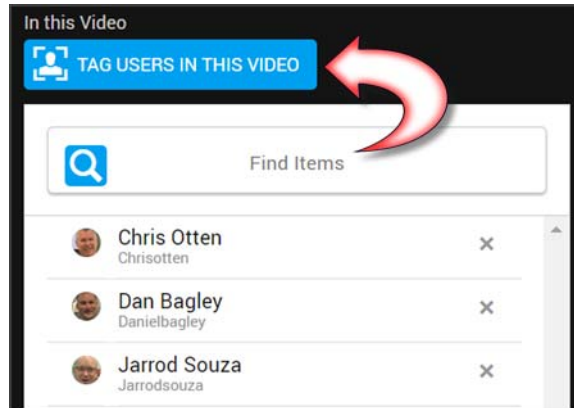 In this Video
TAG USERS IN THIS VIDEO
Find Items
Chris Otten
Chrisotten
Dan Bagley
Danielbagley
Jarrod Souza
Jarrodsouza